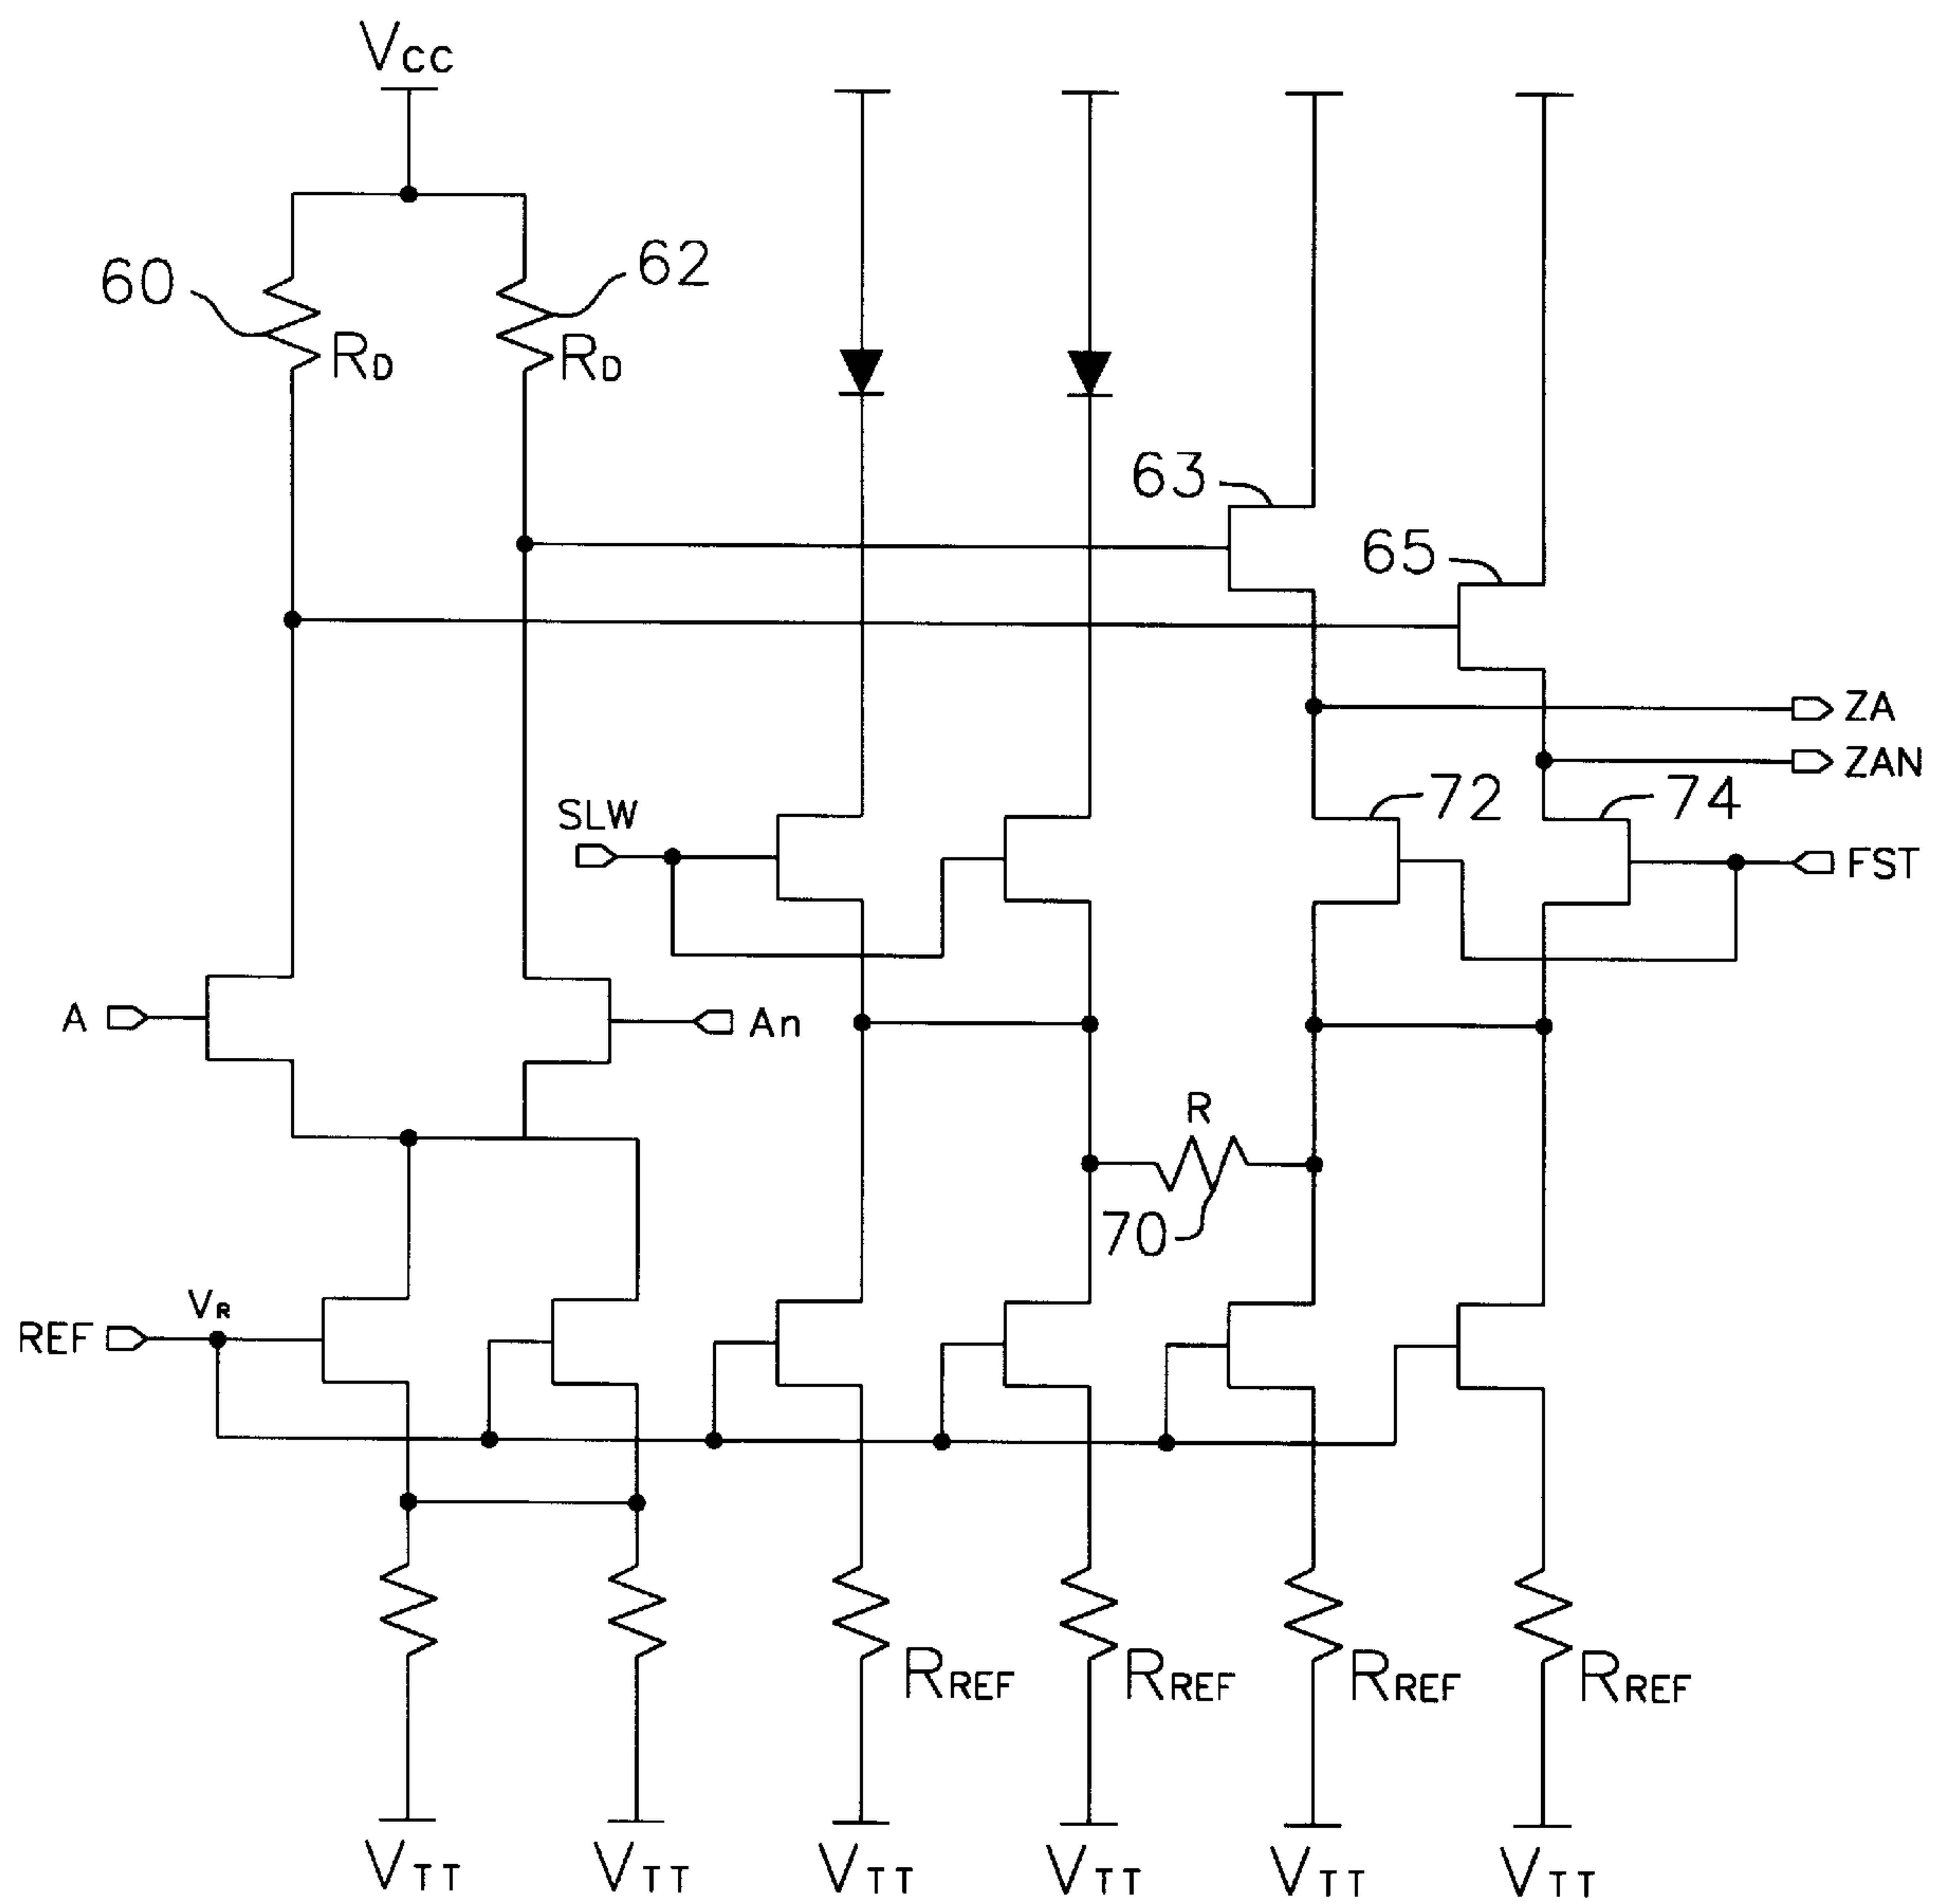 VCC
60
RD
62
RD
63
65
ZA
ZAN
SLW
72
74
FST
A
An
R
70
REF
VR
RREF
RREF
RREF
RREF
VTT
VTT
VTT
VTT
VTT
VTT